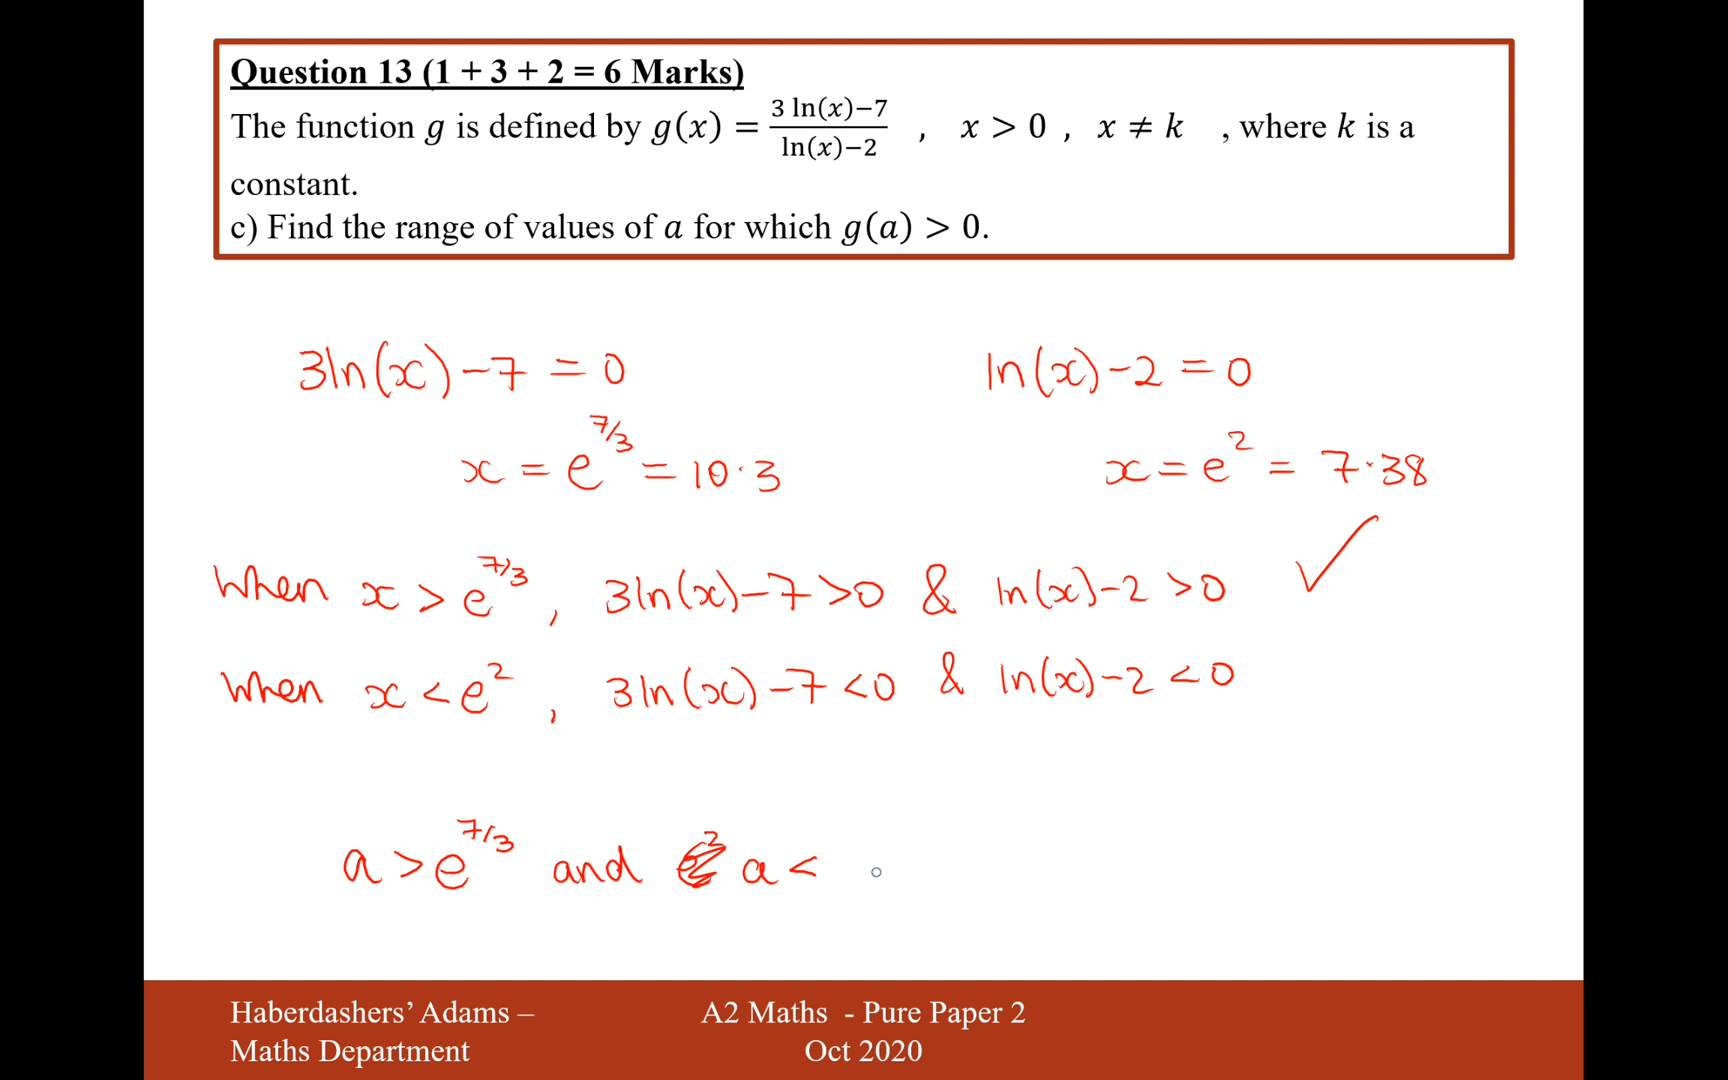 Question 13 (1 + 3 + 2 = 6 Marks)
The function g is defined by g(x) = (3 ln(x)−7)/(ln(x)−2) , x > 0 , x ≠ k , where k is a
constant.
c) Find the range of values of a for which g(a) > 0.
3ln(x) − 7 = 0
x = e^7/3 = 10.3
ln(x) − 2 = 0
x = e^2 = 7.38
When x > e^7/3 , 3ln(x) − 7 > 0 & ln(x) − 2 > 0 ✓
When x < e^2 , 3ln(x) − 7 < 0 & ln(x) − 2 < 0
a > e^7/3 and a <
Haberdashers’ Adams –
Maths Department
A2 Maths - Pure Paper 2
Oct 2020